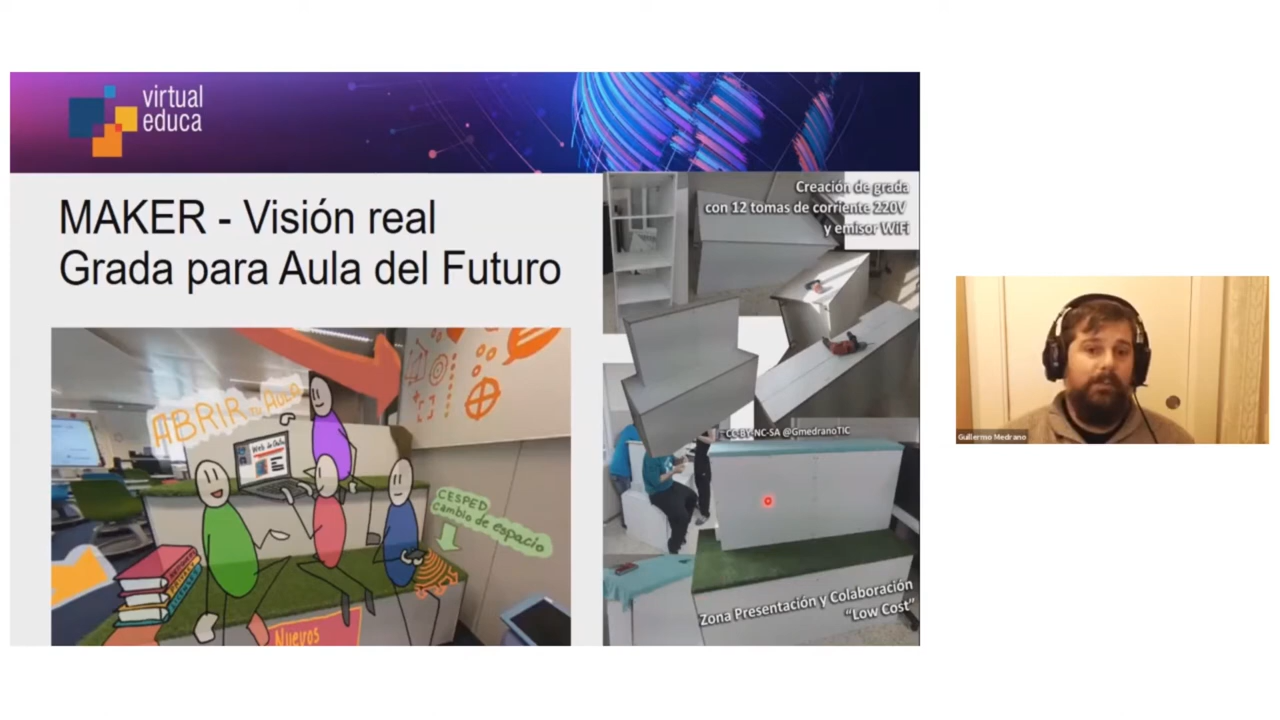 virtual
educa
MAKER - Visión real
Grada para Aula del Futuro
ABRIR TU AULA
Web de Aula
CESPED
cambio de espacio
Nuevos
Creación de grada
con 12 tomas de corriente 220V
y emisor WiFi
CC-BY-NC-SA @GmedranoTIC
Zona Presentación y Colaboración
"Low Cost"
Guillermo Medrano